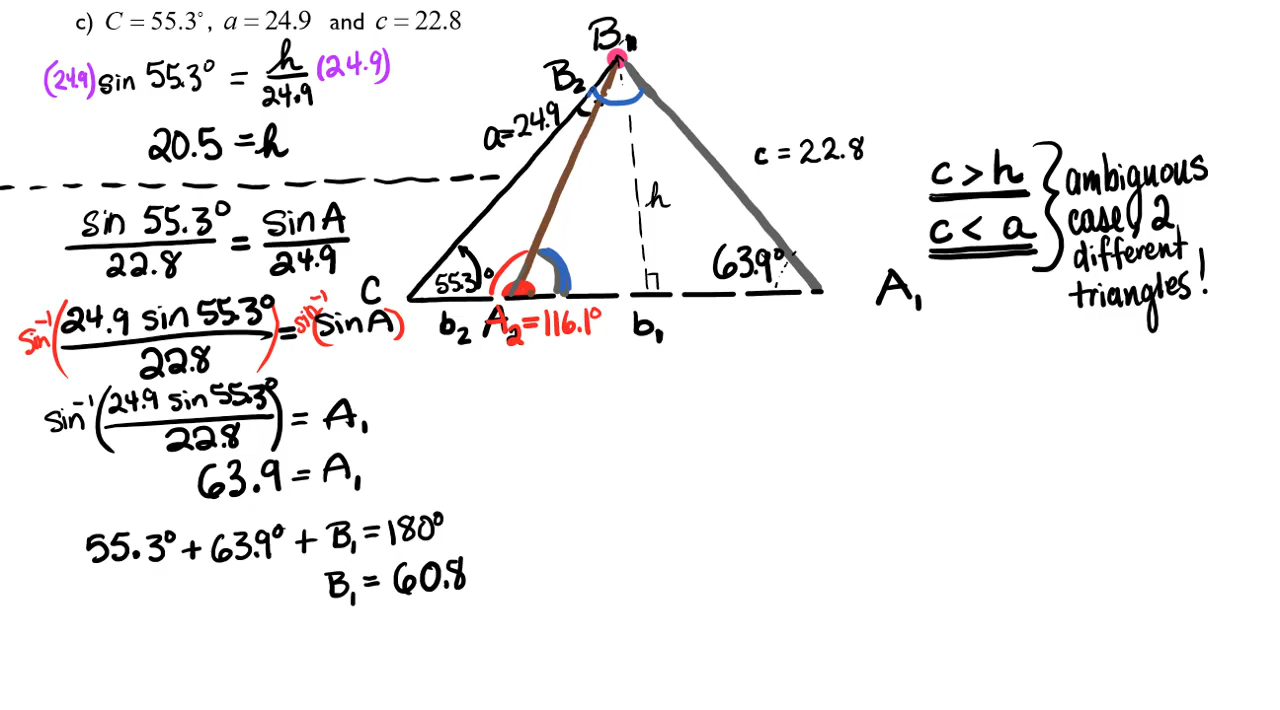 c) C = 55.3°, a = 24.9 and c = 22.8
(24.9) sin 55.3° = h/24.9 (24.9)
20.5 = h
sin 55.3°/22.8 = sin A/24.9
sin⁻¹(24.9 sin 55.3°/22.8) = sin⁻¹(sin A)
sin⁻¹(24.9 sin 55.3°/22.8) = A₁
63.9 = A₁
55.3° + 63.9° + B₁ = 180°
B₁ = 60.8
B₁
B₂
a = 24.9
c = 22.8
h
55.3°
63.9°
C
b₂
A₂ = 116.1°
b₁
A₁
c > h
c < a
ambiguous
case, 2
different
triangles!